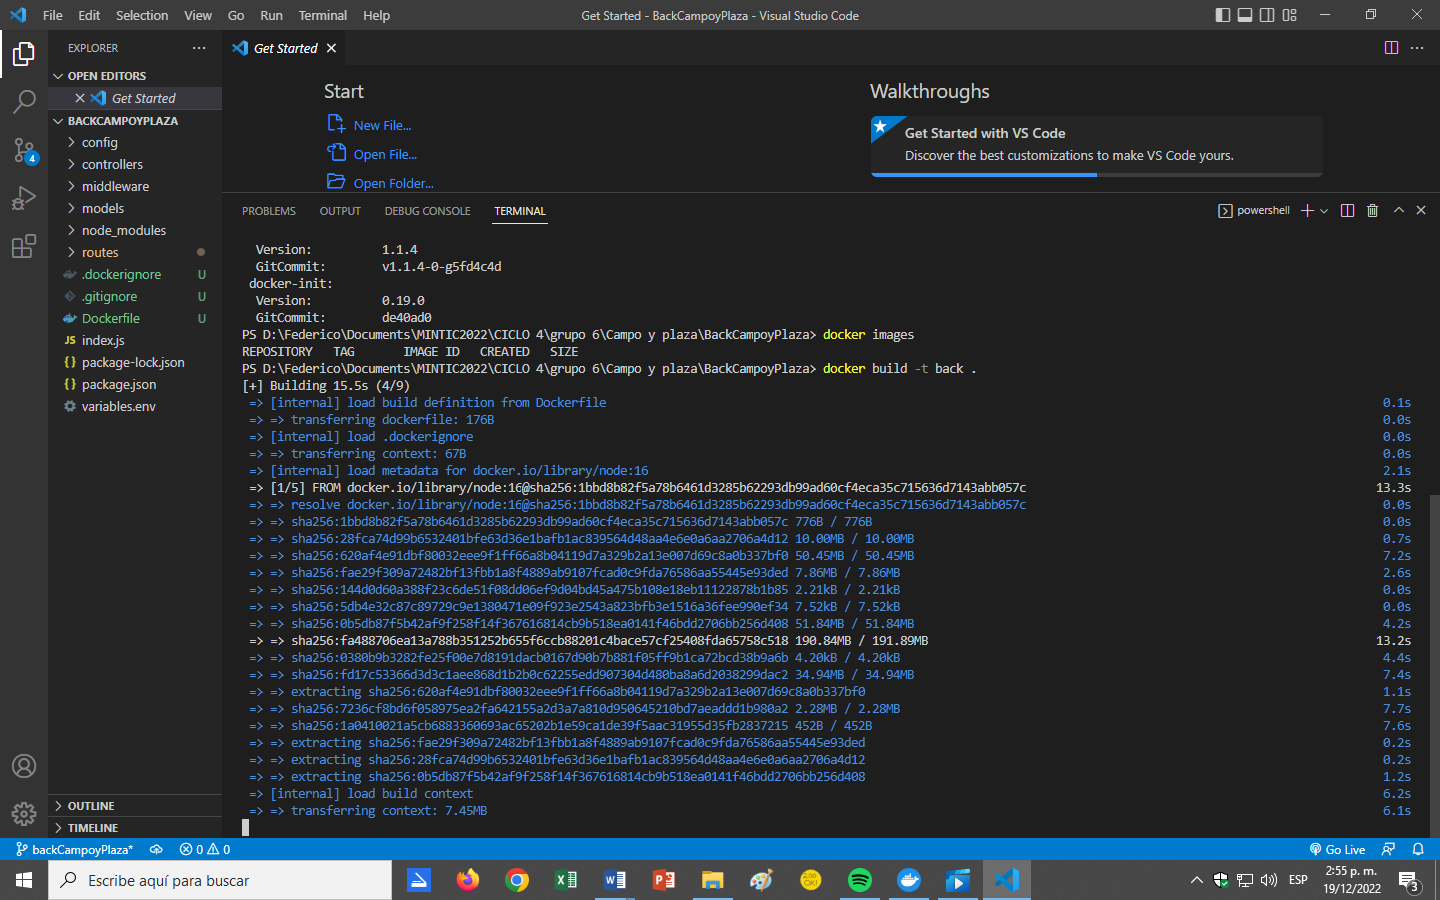 File Edit Selection View Go Run Terminal Help
Get Started - BackCampoyPlaza - Visual Studio Code
EXPLORER
OPEN EDITORS
Get Started
BACKCAMPOYPLAZA
config
controllers
middleware
models
node_modules
routes
.dockerignore U
.gitignore U
Dockerfile U
JS index.js
{} package-lock.json
{} package.json
variables.env
OUTLINE
TIMELINE
4
Get Started
Start
New File...
Open File...
Open Folder...
Walkthroughs
Get Started with VS Code
Discover the best customizations to make VS Code yours.
PROBLEMS OUTPUT DEBUG CONSOLE TERMINAL
powershell
Version: 1.1.4
GitCommit: v1.1.4-0-g5fd4c4d
docker-init:
Version: 0.19.0
GitCommit: de40ad0
PS D:\Federico\Documents\MINTIC2022\CICLO 4\grupo 6\Campo y plaza\BackCampoyPlaza> docker images
REPOSITORY TAG IMAGE ID CREATED SIZE
PS D:\Federico\Documents\MINTIC2022\CICLO 4\grupo 6\Campo y plaza\BackCampoyPlaza> docker build -t back .
[+] Building 15.5s (4/9)
=> [internal] load build definition from Dockerfile 0.1s
=> => transferring dockerfile: 176B 0.0s
=> [internal] load .dockerignore 0.0s
=> => transferring context: 67B 0.0s
=> [internal] load metadata for docker.io/library/node:16 2.1s
=> [1/5] FROM docker.io/library/node:16@sha256:1bbd8b82f5a78b6461d3285b62293db99ad60cf4eca35c715636d7143abb057c 13.3s
=> => resolve docker.io/library/node:16@sha256:1bbd8b82f5a78b6461d3285b62293db99ad60cf4eca35c715636d7143abb057c 0.0s
=> => sha256:1bbd8b82f5a78b6461d3285b62293db99ad60cf4eca35c715636d7143abb057c 776B / 776B 0.0s
=> => sha256:28fca74d99b6532401bfe63d36e1bafb1ac839564d48aa4e6e0a6aa2706a4d12 10.00MB / 10.00MB 0.7s
=> => sha256:620af4e91dbf80032eee9f1ff66a8b04119d7a329b2a13e007d69c8a0b337bf0 50.45MB / 50.45MB 7.2s
=> => sha256:fae29f309a72482bf13fbb1a8f4889ab9107fcad0c9fda76586aa55445e93ded 7.86MB / 7.86MB 2.6s
=> => sha256:144d0d60a388f23c6de51f08dd06ef9d04bd45a475b108e18eb11122878b1b85 2.21kB / 2.21kB 0.0s
=> => sha256:5db4e32c87c89729c9e1380471e09f923e2543a823bfb3e1516a36fee990ef34 7.52kB / 7.52kB 0.0s
=> => sha256:0b5db87f5b42af9f258f14f367616814cb9b518ea0141f46bdd2706bb256d408 51.84MB / 51.84MB 4.2s
=> => sha256:fa488706ea13a788b351252b655f6ccb88201c4bace57cf25408fda65758c518 190.84MB / 191.89MB 13.2s
=> => sha256:0380b9b3282fe25f00e7d8191dacb0167d90b7b881f05ff9b1ca72bcd38b9a6b 4.20kB / 4.20kB 4.4s
=> => sha256:fd17c53366d3d3c1aee868d1b2b0c62255edd907304d480ba8a6d2038299dac2 34.94MB / 34.94MB 7.4s
=> => extracting sha256:620af4e91dbf80032eee9f1ff66a8b04119d7a329b2a13e007d69c8a0b337bf0 1.1s
=> => sha256:7236cf8bd6f058975ea2fa642155a2d3a7a810d950645210bd7aeaddd1b980a2 2.28MB / 2.28MB 7.7s
=> => sha256:1a0410021a5cb6883360693ac65202b1e59ca1de39f5aac31955d35fb2837215 452B / 452B 7.6s
=> => extracting sha256:fae29f309a72482bf13fbb1a8f4889ab9107fcad0c9fda76586aa55445e93ded 0.2s
=> => extracting sha256:28fca74d99b6532401bfe63d36e1bafb1ac839564d48aa4e6e0a6aa2706a4d12 0.2s
=> => extracting sha256:0b5db87f5b42af9f258f14f367616814cb9b518ea0141f46bdd2706bb256d408 1.2s
=> [internal] load build context 6.2s
=> => transferring context: 7.45MB 6.1s
backCampoyPlaza* 0 0 Go Live
Escribe aquí para buscar
ESP
2:55 p. m.
19/12/2022
3